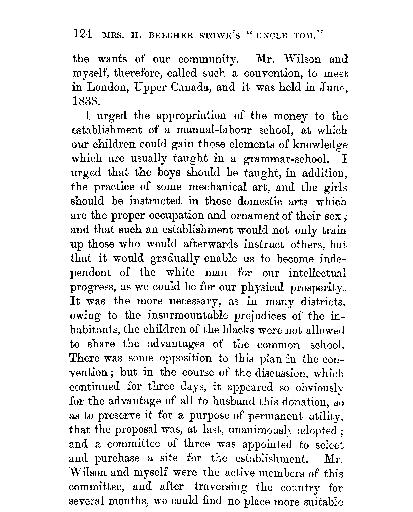 124 MRS. H. BEECHER STOWE'S "UNCLE TOM."
the wants of our community. Mr. Wilson and
myself, therefore, called such a convention, to meet
in London, Upper Canada, and it was held in June,
1838.
I urged the appropriation of the money to the
establishment of a manual-labour school, at which
our children could gain those elements of knowledge
which are usually taught in a grammar-school. I
urged that the boys should be taught, in addition,
the practice of some mechanical art, and the girls
should be instructed in those domestic arts which
are the proper occupation and ornament of their sex;
and that such an establishment would not only train
up those who would afterwards instruct others, but
that it would gradually enable us to become inde-
pendent of the white man for our intellectual
progress, as we could be for our physical prosperity.
It was the more necessary, as in many districts,
owing to the insurmountable prejudices of the in-
habitants, the children of the blacks were not allowed
to share the advantages of the common school.
There was some opposition to this plan in the con-
vention; but in the course of the discussion, which
continued for three days, it appeared so obviously
for the advantage of all to husband this donation, so
as to preserve it for a purpose of permanent utility,
that the proposal was, at last, unanimously adopted;
and a committee of three was appointed to select
and purchase a site for the establishment. Mr.
Wilson and myself were the active members of this
committee, and after traversing the country for
several months, we could find no place more suitable